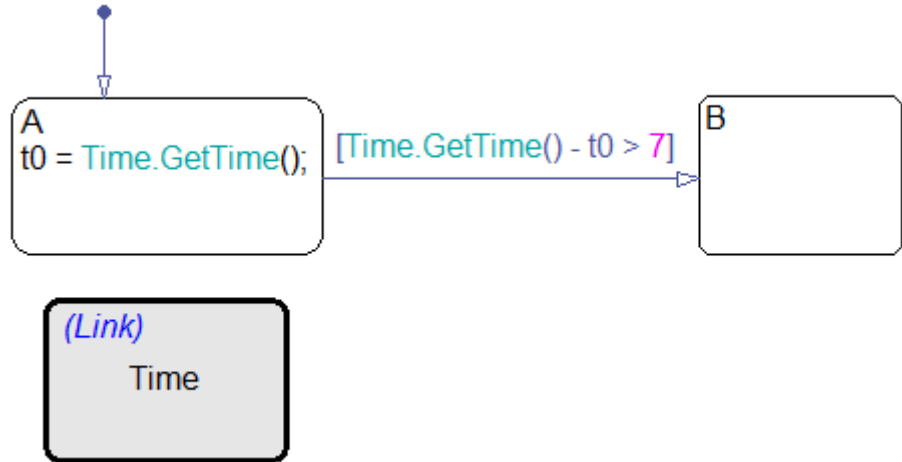 A
t0 = Time.GetTime();
[Time.GetTime() - t0 > 7]
B
(Link)
Time